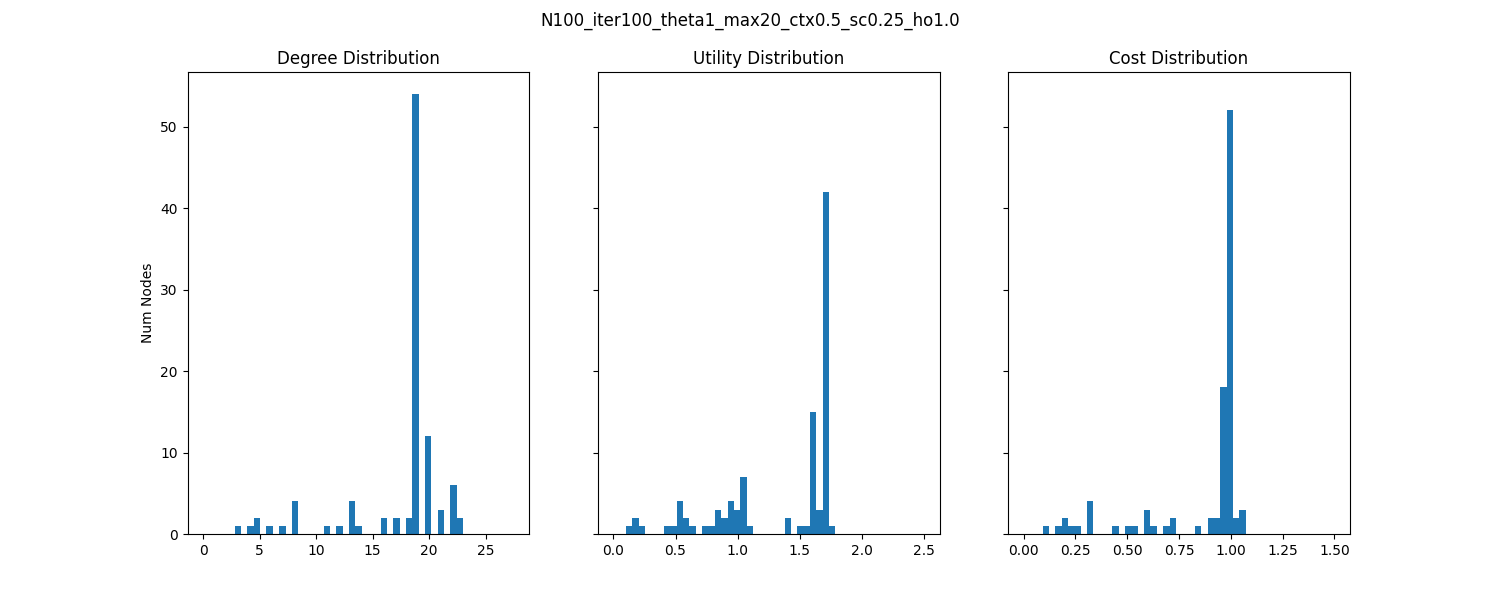 N100_iter100_theta1_max20_ctx0.5_sc0.25_ho1.0
Degree Distribution
Utility Distribution
Cost Distribution
Num Nodes
50
40
30
20
10
0
0 5 10 15 20 25
0.0 0.5 1.0 1.5 2.0 2.5
0.00 0.25 0.50 0.75 1.00 1.25 1.50